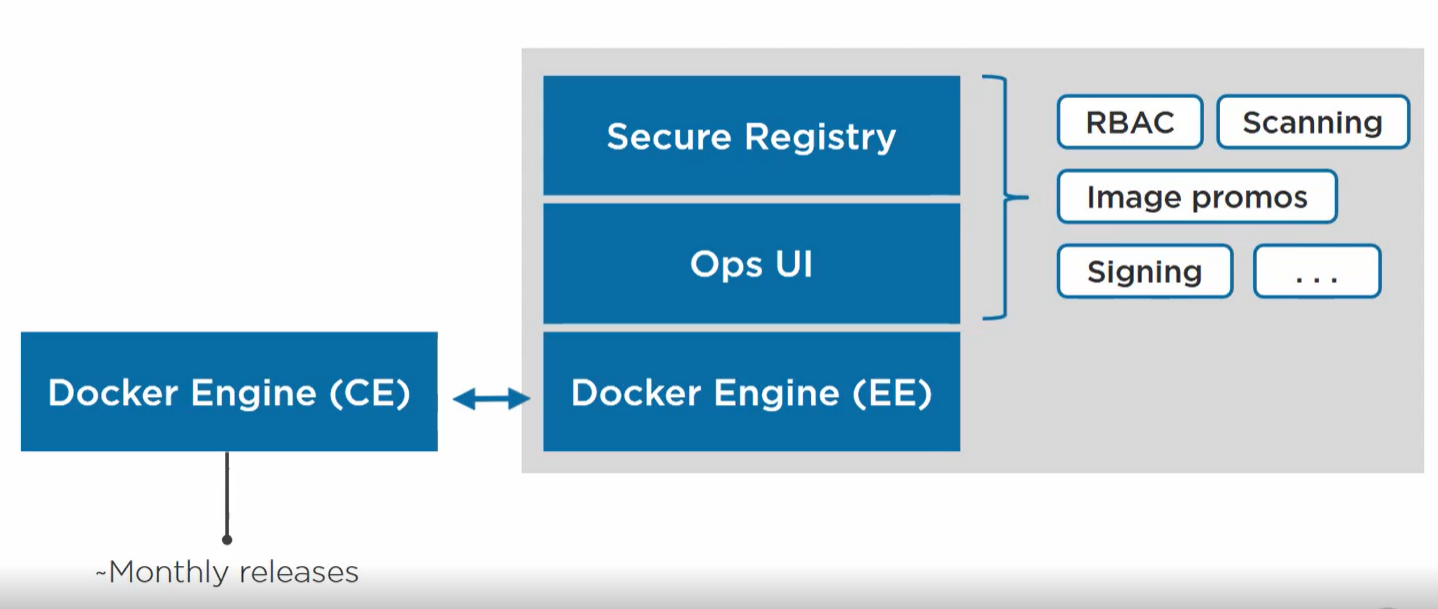 Secure Registry
Ops UI
Docker Engine (EE)
RBAC
Scanning
Image promos
Signing
. . .
Docker Engine (CE)
~Monthly releases